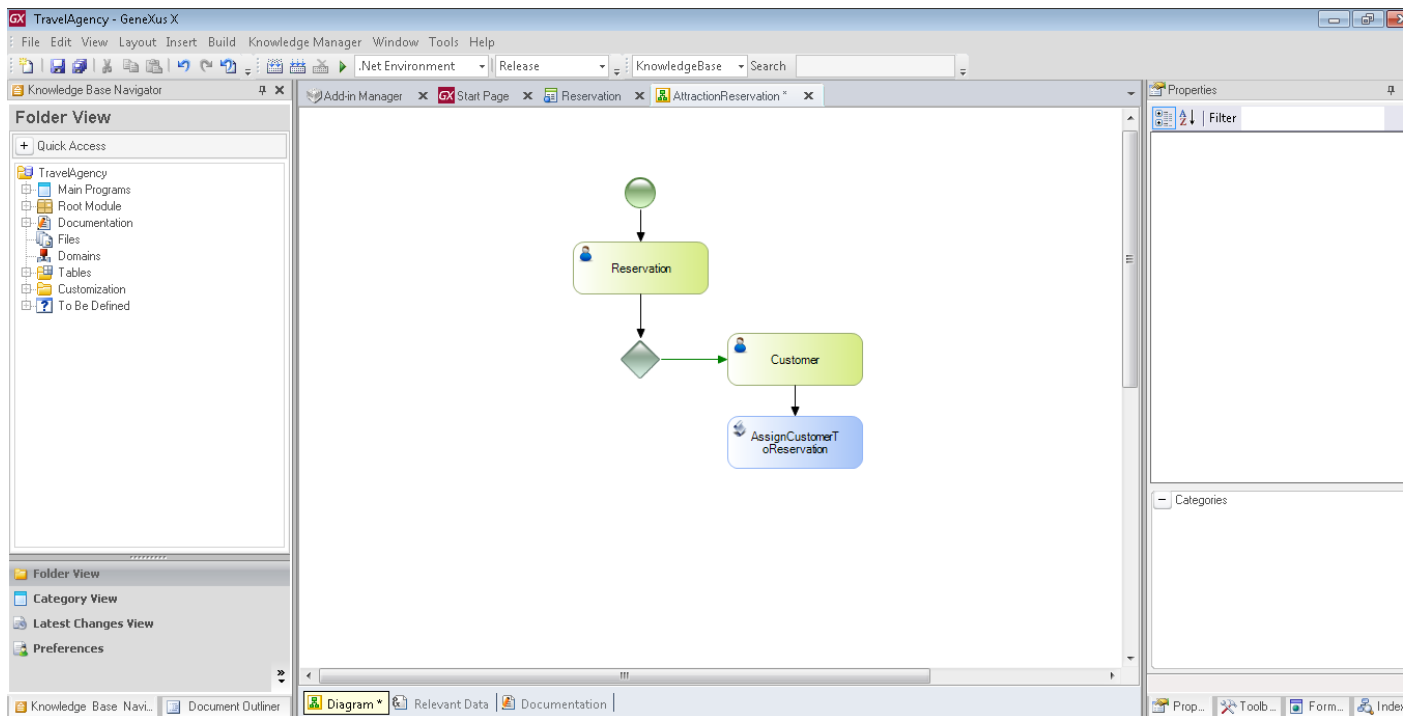 GX TravelAgency - GeneXus X
File Edit View Layout Insert Build Knowledge Manager Window Tools Help
.Net Environment Release KnowledgeBase Search
Knowledge Base Navigator
Folder View
+ Quick Access
TravelAgency
Main Programs
Root Module
Documentation
Files
Domains
Tables
Customization
To Be Defined
Folder View
Category View
Latest Changes View
Preferences
Knowledge Base Navi... Document Outliner
Add-in Manager GX Start Page Reservation AttractionReservation *
Reservation
Customer
AssignCustomerT
oReservation
Diagram * Relevant Data Documentation
Properties
Filter
Categories
Prop... Toolb... Form... Index